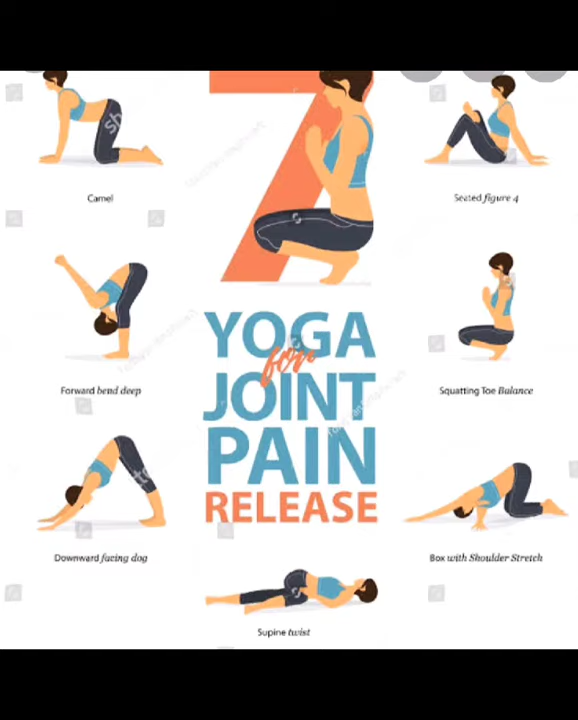 7
YOGA
for
JOINT
PAIN
RELEASE
Camel
Seated figure 4
Forward bend deep
Squatting Toe Balance
Downward facing dog
Box with Shoulder Stretch
Supine twist